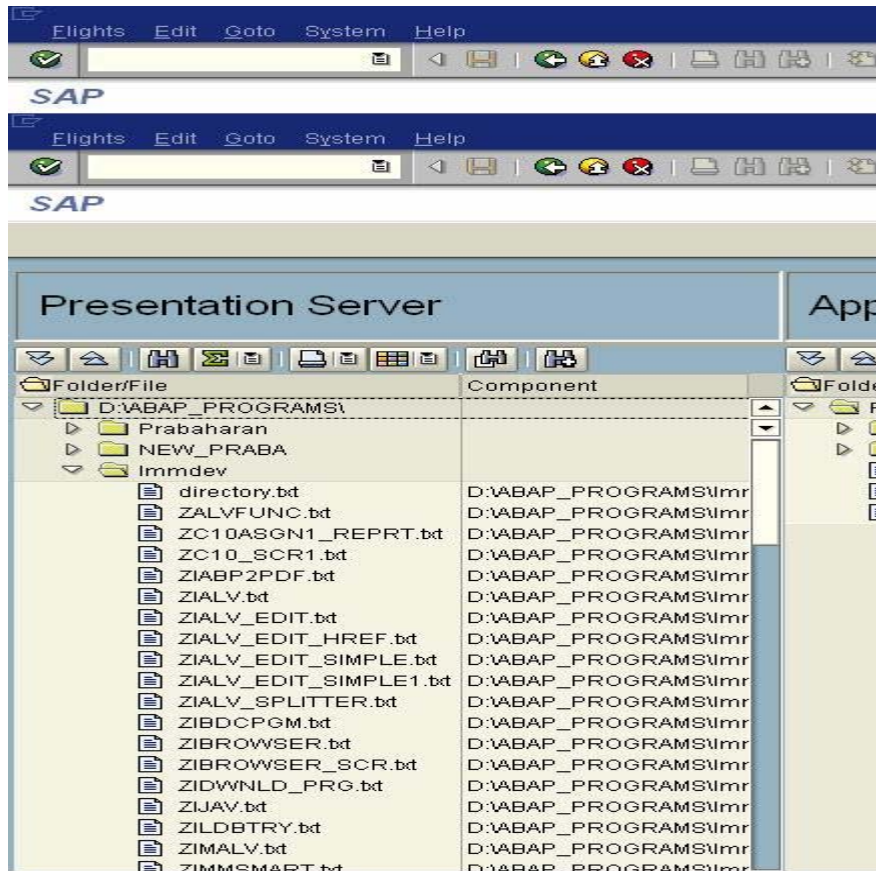 Flights Edit Goto System Help
SAP
Flights Edit Goto System Help
SAP
Presentation Server
App
Folder/File Component
Folde
D:\ABAP_PROGRAMS\
Prabaharan
NEW_PRABA
Immdev
directory.txt D:\ABAP_PROGRAMS\Imr
ZALVFUNC.txt D:\ABAP_PROGRAMS\Imr
ZC10ASGN1_REPRT.txt D:\ABAP_PROGRAMS\Imr
ZC10_SCR1.txt D:\ABAP_PROGRAMS\Imr
ZIABP2PDF.txt D:\ABAP_PROGRAMS\Imr
ZIALV.txt D:\ABAP_PROGRAMS\Imr
ZIALV_EDIT.txt D:\ABAP_PROGRAMS\Imr
ZIALV_EDIT_HREF.txt D:\ABAP_PROGRAMS\Imr
ZIALV_EDIT_SIMPLE.txt D:\ABAP_PROGRAMS\Imr
ZIALV_EDIT_SIMPLE1.txt D:\ABAP_PROGRAMS\Imr
ZIALV_SPLITTER.txt D:\ABAP_PROGRAMS\Imr
ZIBDCPGM.txt D:\ABAP_PROGRAMS\Imr
ZIBROWSER.txt D:\ABAP_PROGRAMS\Imr
ZIBROWSER_SCR.txt D:\ABAP_PROGRAMS\Imr
ZIDWNLD_PRG.txt D:\ABAP_PROGRAMS\Imr
ZIJAV.txt D:\ABAP_PROGRAMS\Imr
ZILDBTRY.txt D:\ABAP_PROGRAMS\Imr
ZIMALV.txt D:\ABAP_PROGRAMS\Imr
ZIMMSMART.txt D:\ABAP_PROGRAMS\Imr